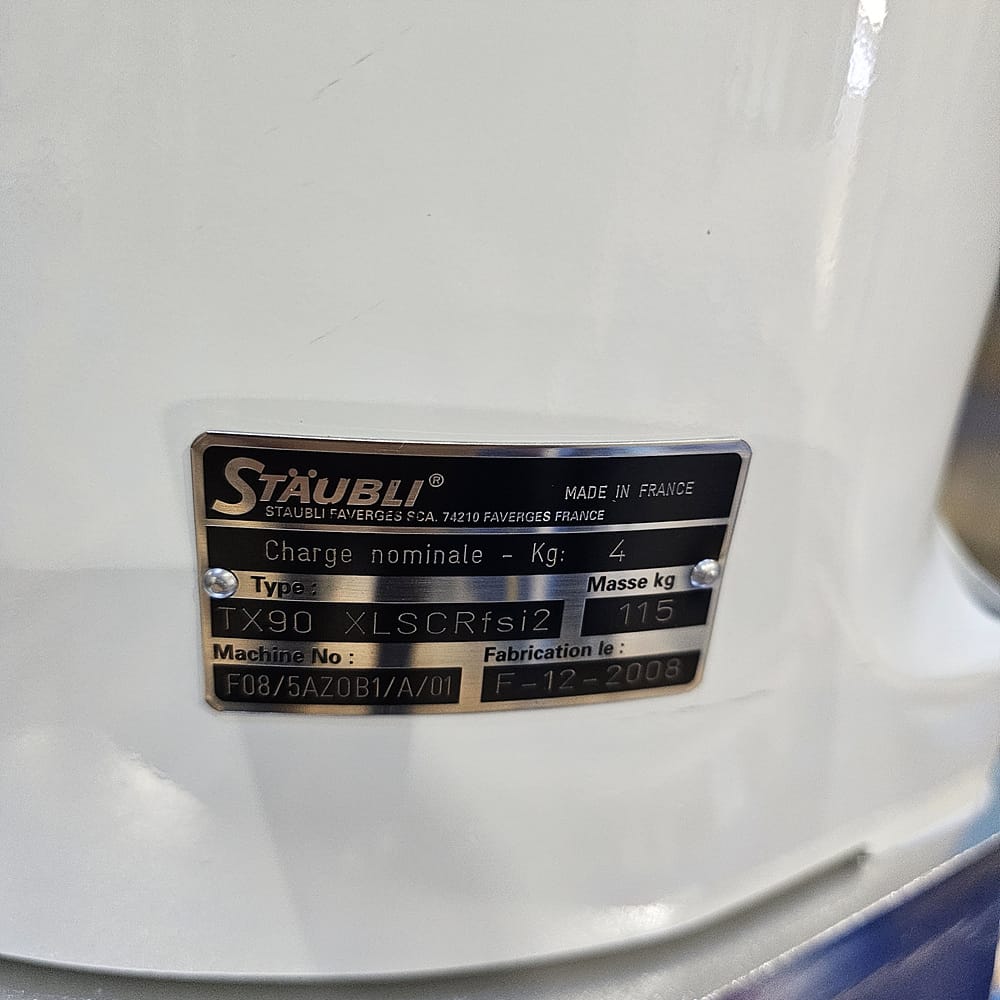 STÄUBLI®
MADE IN FRANCE
STAUBLI FAVERGES SCA. 74210 FAVERGES FRANCE
Charge nominale - Kg: 4
Type : Masse kg
TX90 XLSCRfsi2 115
Machine No : Fabrication le :
F08/5AZ0B1/A/01 F-12-2008